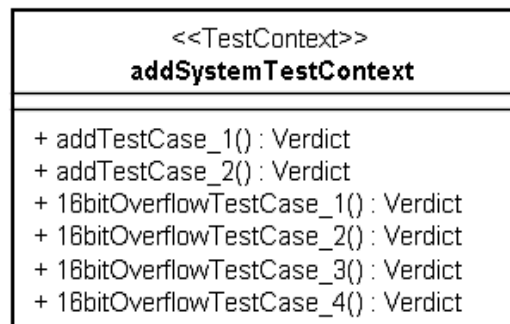 <<TestContext>>
addSystemTestContext
+ addTestCase_1() : Verdict
+ addTestCase_2() : Verdict
+ 16bitOverflowTestCase_1() : Verdict
+ 16bitOverflowTestCase_2() : Verdict
+ 16bitOverflowTestCase_3() : Verdict
+ 16bitOverflowTestCase_4() : Verdict